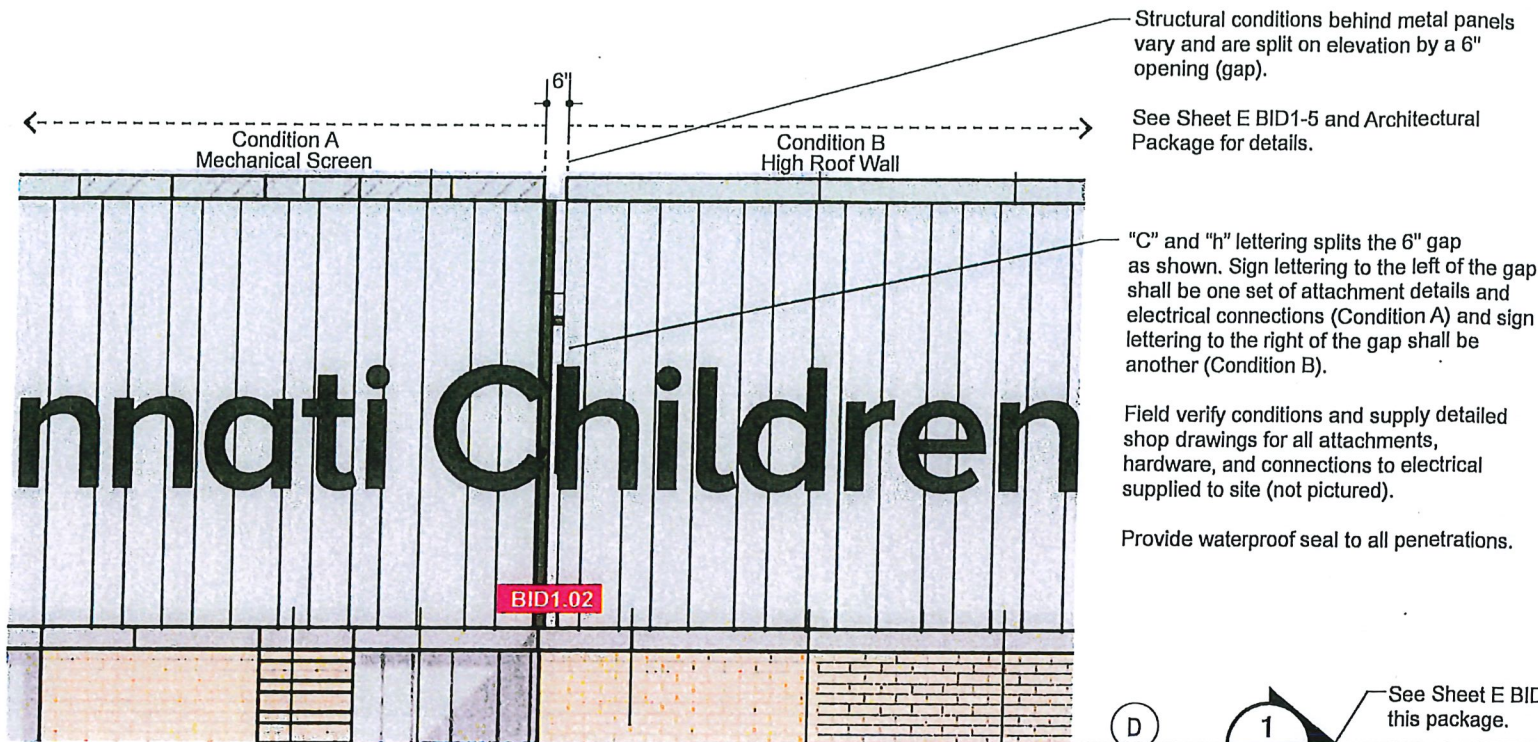 Structural conditions behind metal panels
vary and are split on elevation by a 6"
opening (gap).
See Sheet E BID1-5 and Architectural
Package for details.
6"
Condition A
Mechanical Screen
Condition B
High Roof Wall
"C" and "h" lettering splits the 6" gap
as shown. Sign lettering to the left of the gap
shall be one set of attachment details and
electrical connections (Condition A) and sign
lettering to the right of the gap shall be
another (Condition B).
Field verify conditions and supply detailed
shop drawings for all attachments,
hardware, and connections to electrical
supplied to site (not pictured).
Provide waterproof seal to all penetrations.
nnati Children
BID1.02
See Sheet E BID
this package.
D
1